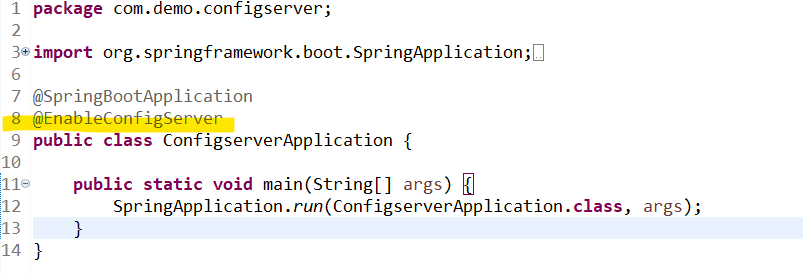 1 package com.demo.configserver;
2
3 import org.springframework.boot.SpringApplication;
6
7 @SpringBootApplication
8 @EnableConfigServer
9 public class ConfigserverApplication {
10
11 public static void main(String[] args) {
12 SpringApplication.run(ConfigserverApplication.class, args);
13 }
14 }